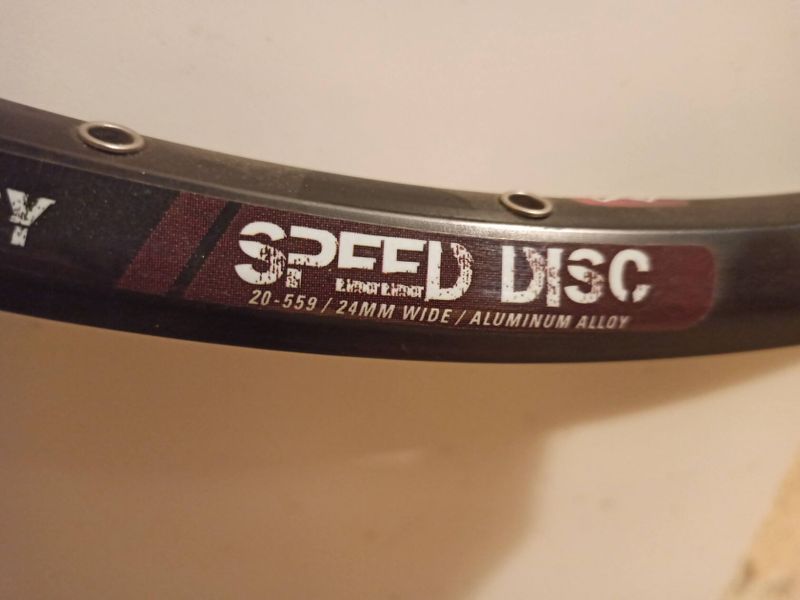 Y
SPEED DISC
20-559 / 24MM WIDE / ALUMINUM ALLOY